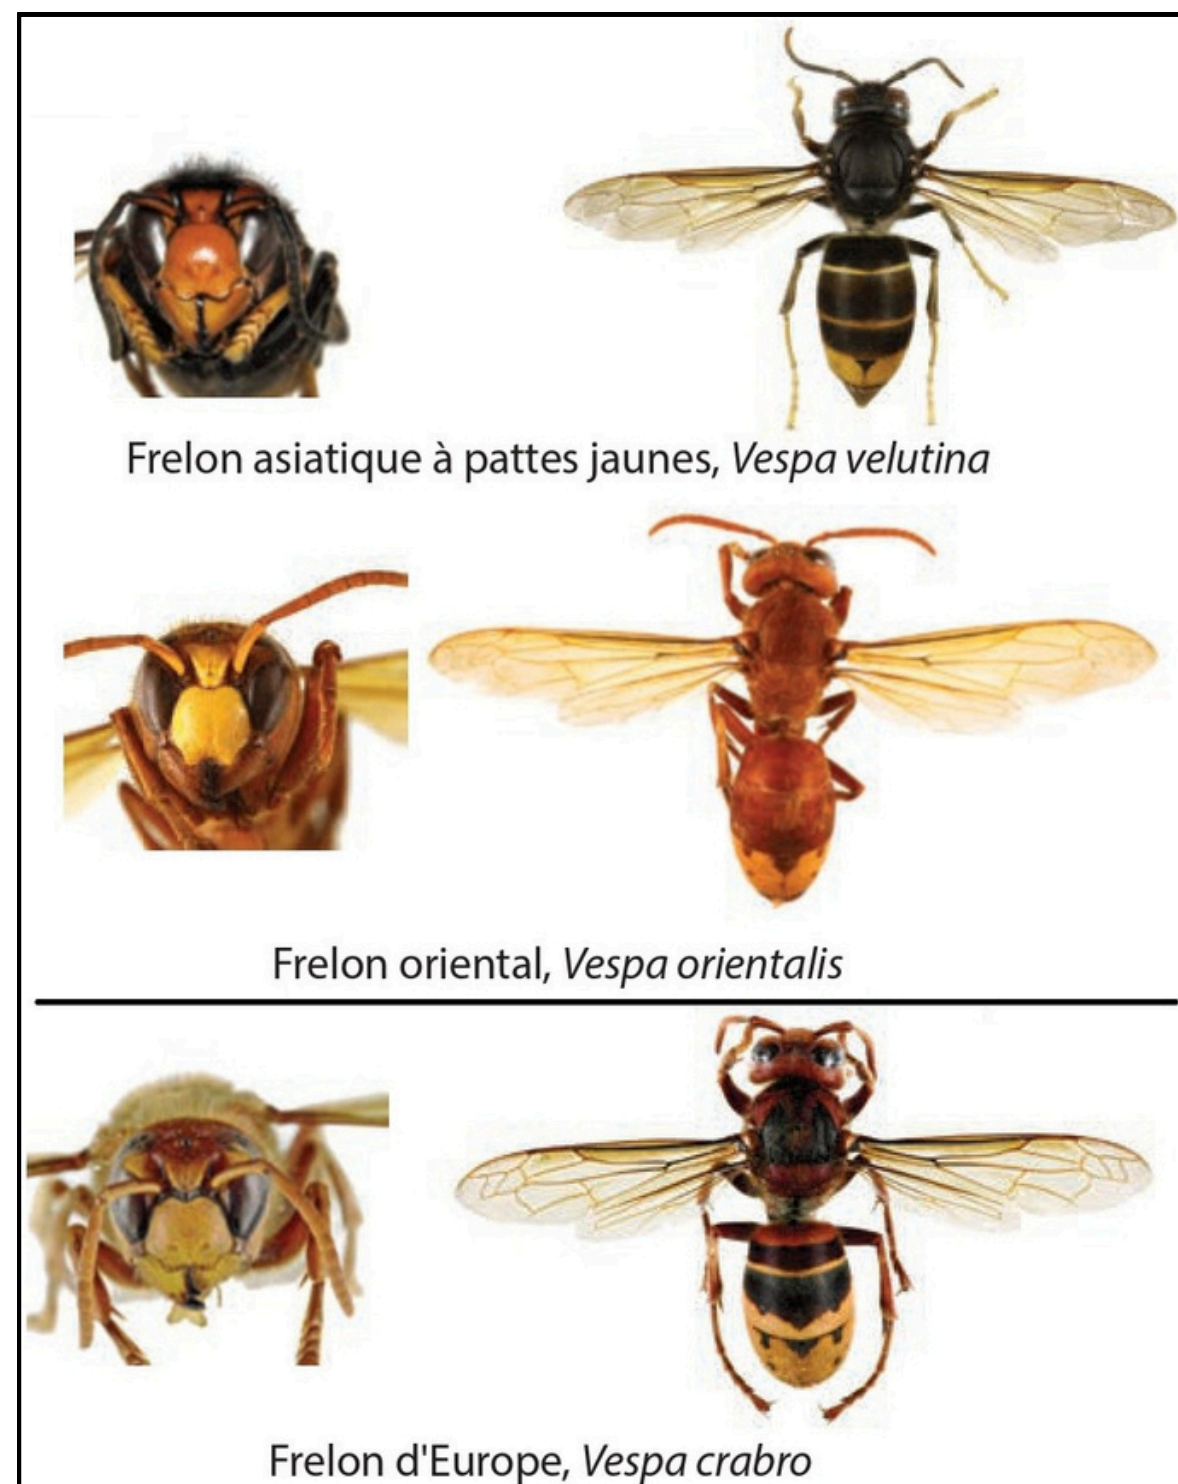 Frelon asiatique à pattes jaunes, Vespa velutina
Frelon oriental, Vespa orientalis
Frelon d'Europe, Vespa crabro